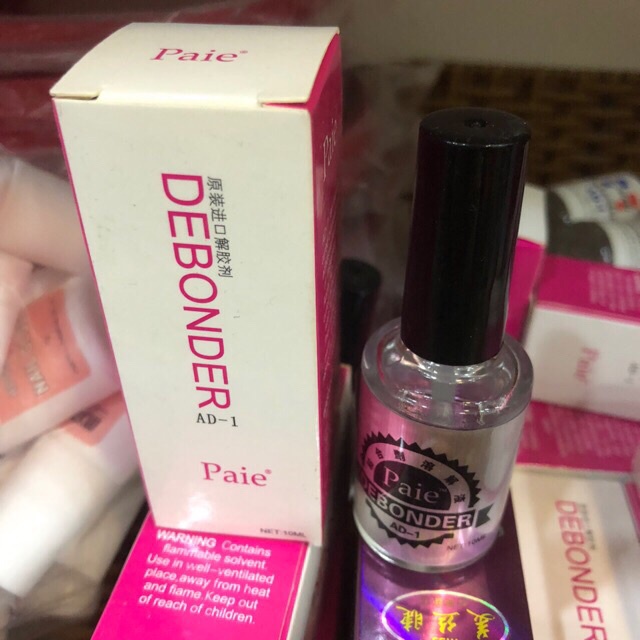 Paie®
原装进口解胶剂
DEBONDER
AD-1
Paie®
NET:10ML
WARNING Contains
flammable solvent.
Use in well-ventilated
place,away from heat
and flame.Keep out
of reach of children.
Paie
Paie
DEBONDER
AD-1
NET 10ML
Paie
DEBONDER